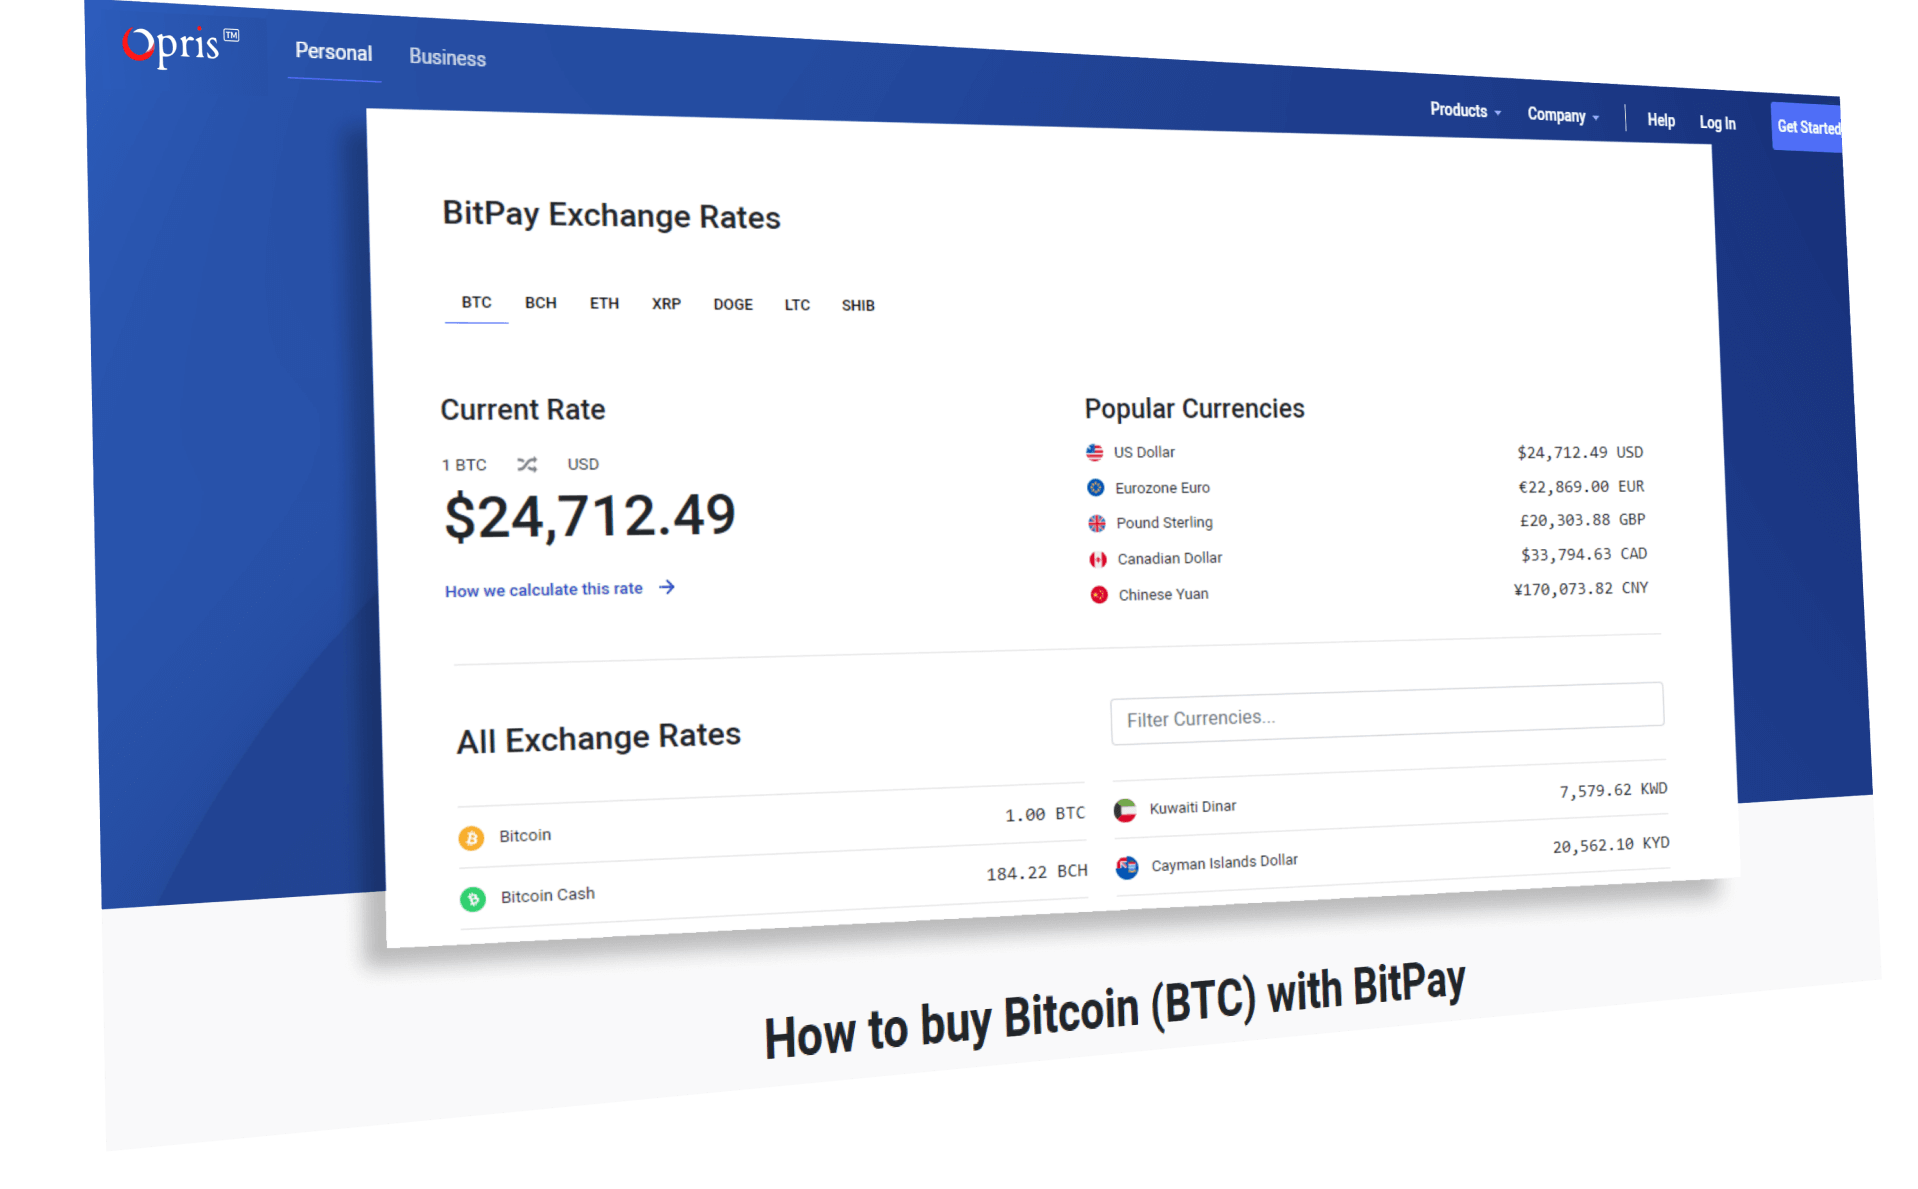 Opris TM
Personal Business
Products Company Help Log In Get Started
BitPay Exchange Rates
BTC BCH ETH XRP DOGE LTC SHIB
Current Rate
1 BTC USD
$24,712.49
How we calculate this rate →
Popular Currencies
US Dollar $24,712.49 USD
Eurozone Euro €22,869.00 EUR
Pound Sterling £20,303.88 GBP
Canadian Dollar $33,794.63 CAD
Chinese Yuan ¥170,073.82 CNY
All Exchange Rates
Filter Currencies...
Bitcoin 1.00 BTC
Kuwaiti Dinar 7,579.62 KWD
Bitcoin Cash 184.22 BCH
Cayman Islands Dollar 20,562.10 KYD
How to buy Bitcoin (BTC) with BitPay